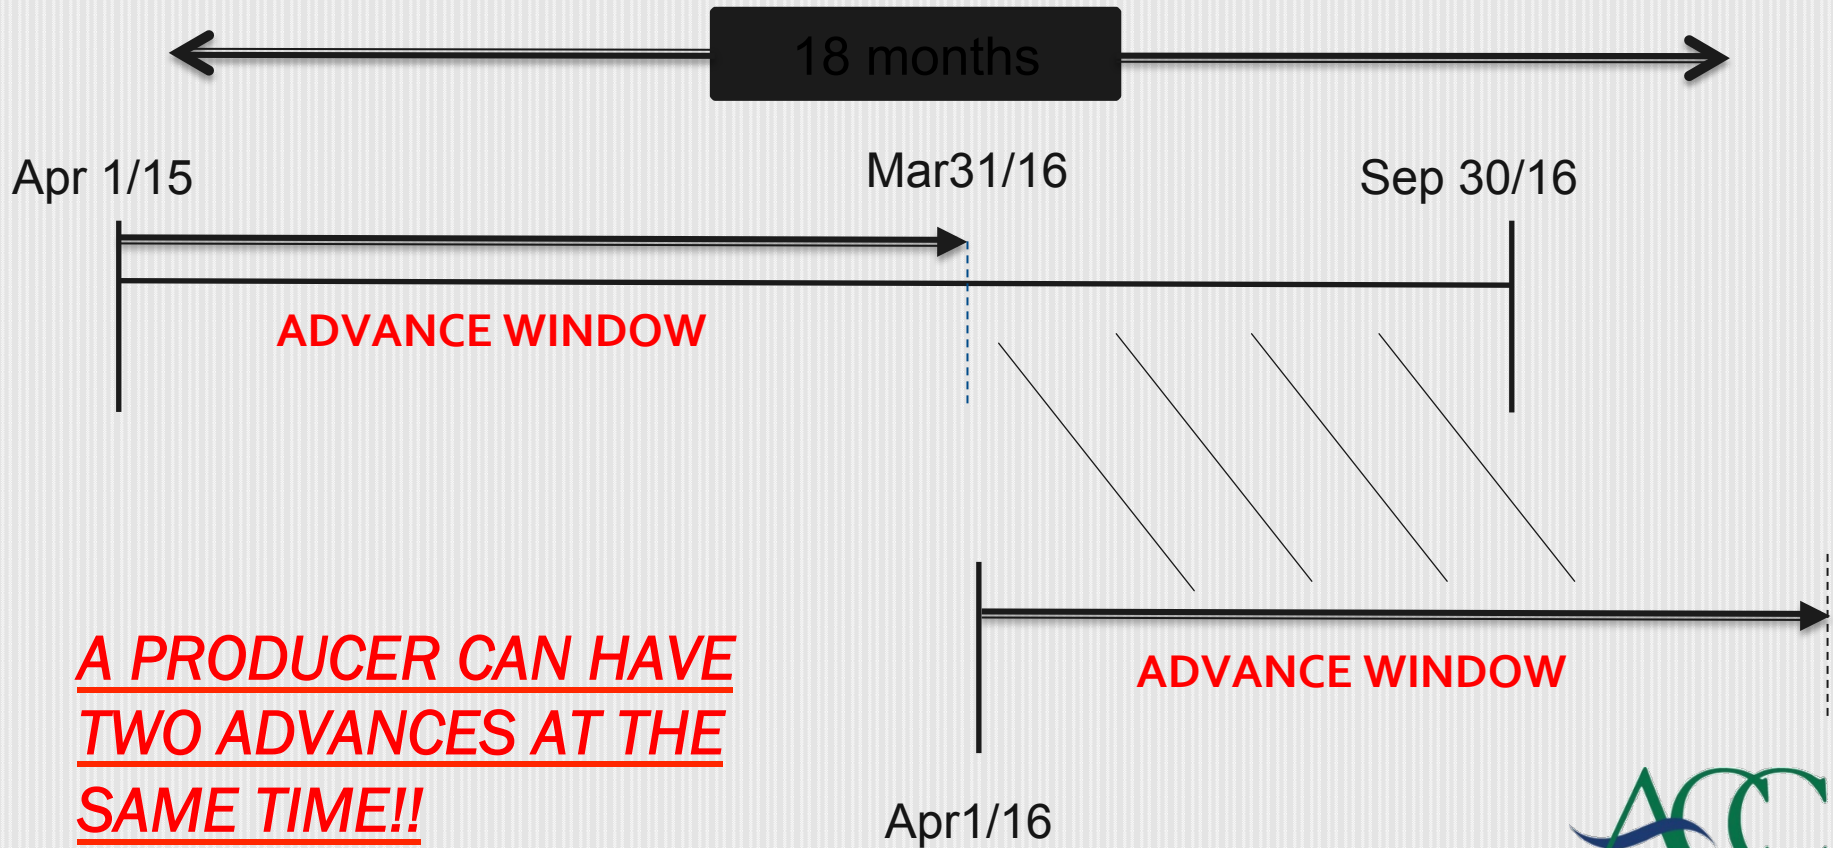 18 months
Apr 1/15
Mar31/16
Sep 30/16
ADVANCE WINDOW
A PRODUCER CAN HAVE
TWO ADVANCES AT THE
SAME TIME!!
ADVANCE WINDOW
Apr1/16
ACC